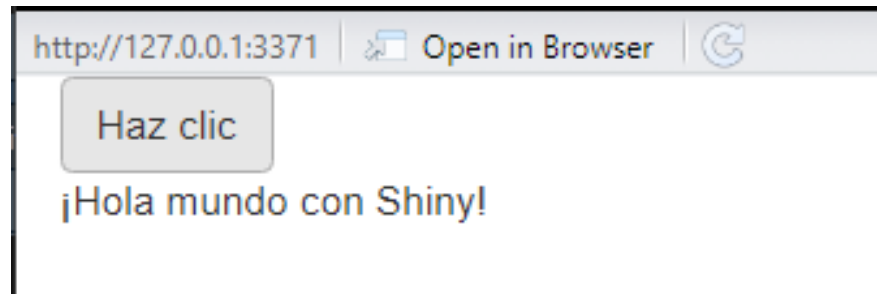 http://127.0.0.1:3371 Open in Browser
Haz clic
¡Hola mundo con Shiny!